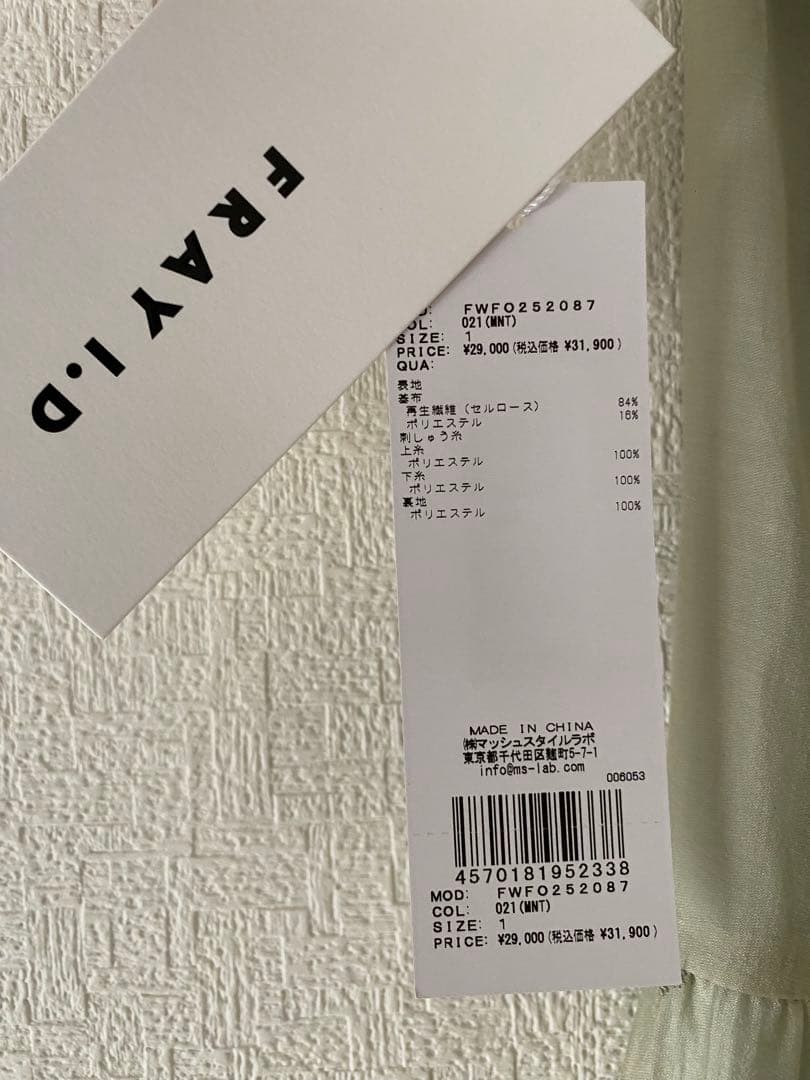 FRAY I.D
FWFO252087
COL: 021(MNT)
SIZE: 1
PRICE: ¥29,000(税込価格 ¥31,900)
QUA:
表地
基布
再生繊維(セルロース) 84%
ポリエステル 16%
刺しゅう糸
上糸
ポリエステル 100%
下糸
ポリエステル 100%
裏地
ポリエステル 100%
MADE IN CHINA
㈱マッシュスタイルラボ
東京都千代田区麹町5-7-1
info@ms-lab.com
006053
4570181952338
MOD: FWFO252087
COL: 021(MNT)
SIZE: 1
PRICE: ¥29,000(税込価格 ¥31,900)